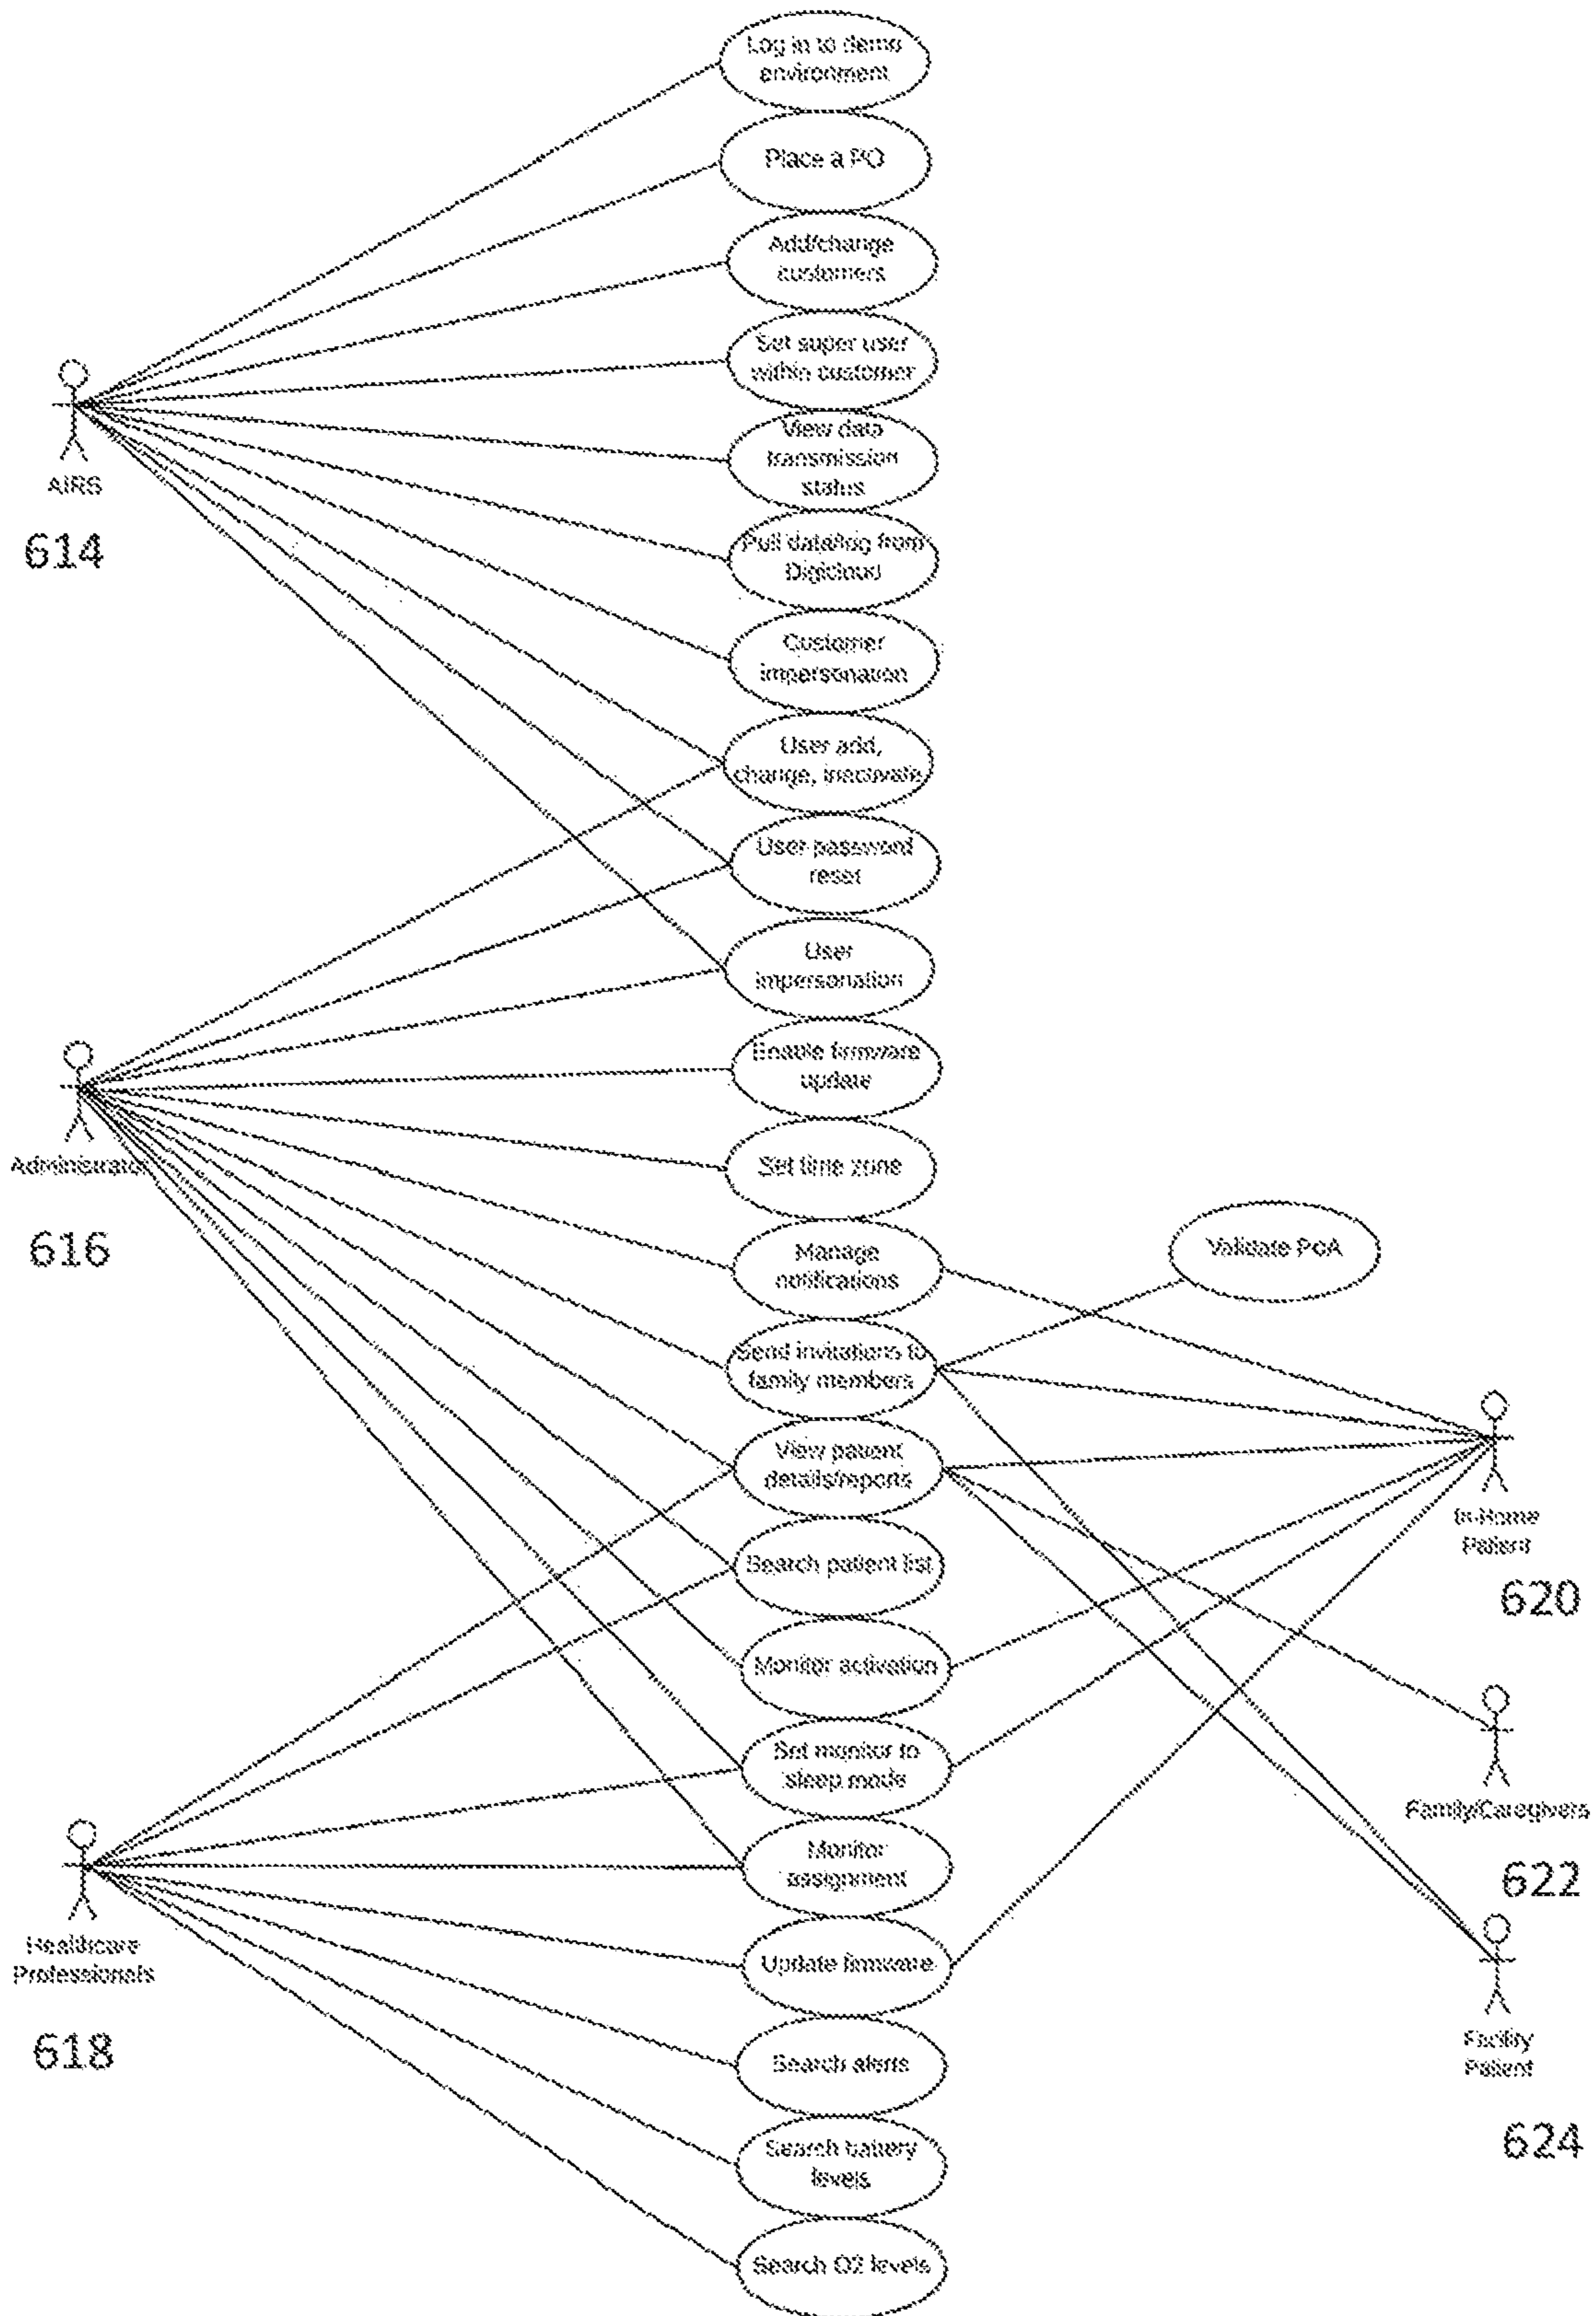 Log in to demo
environment
Place a PO
Add/change
customers
Set super user
within customer
View data
transmission
status
AIRS
614
Pull data/log from
Digicloud
Customer
impersonation
User add,
change, inactivate
User password
reset
User
impersonation
Enable firmware
update
Administrator
616
Set time zone
Manage
notifications
Validate PoA
Send invitations to
family members
View patient
details/reports
In-Home
Patient
620
Search patient list
Monitor activation
Set monitor to
sleep mode
Family/Caregivers
622
Monitor
assignment
Healthcare
Professionals
618
Update firmware
Facility
Patient
624
Search alerts
Search battery
levels
Search O2 levels